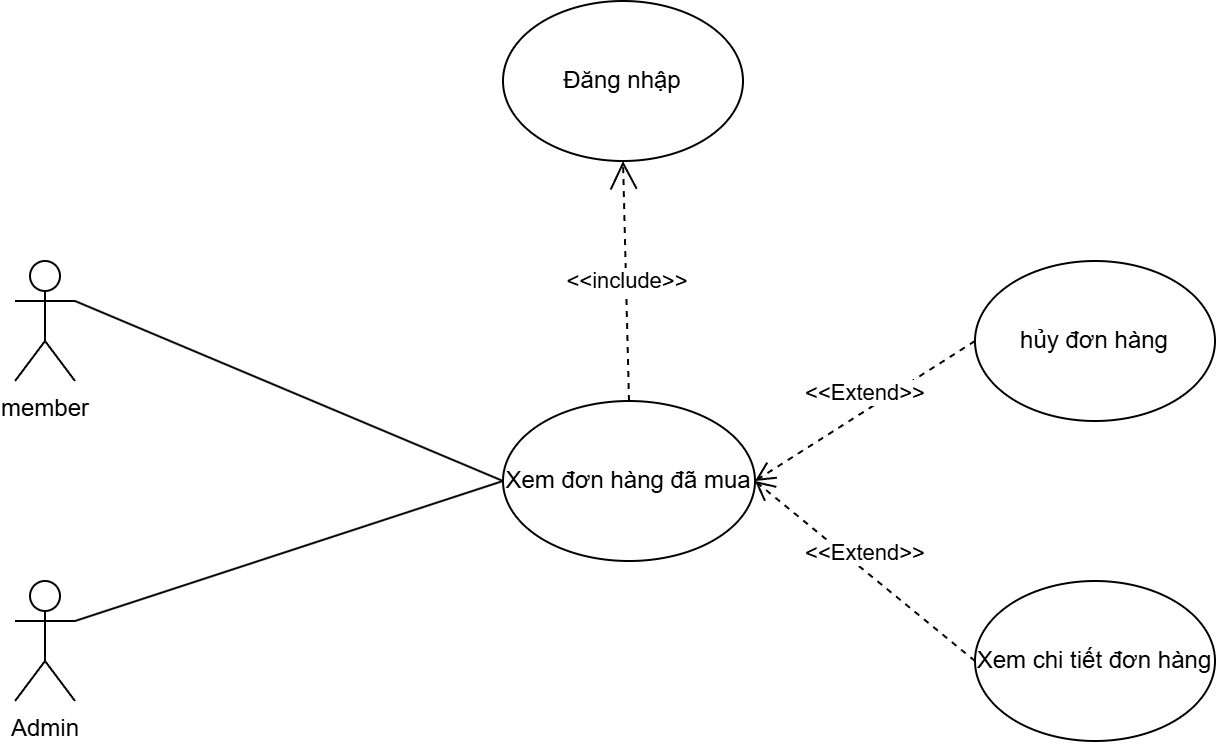 Đăng nhập
<<include>>
member
hủy đơn hàng
<<Extend>>
Xem đơn hàng đã mua
<<Extend>>
Xem chi tiết đơn hàng
Admin